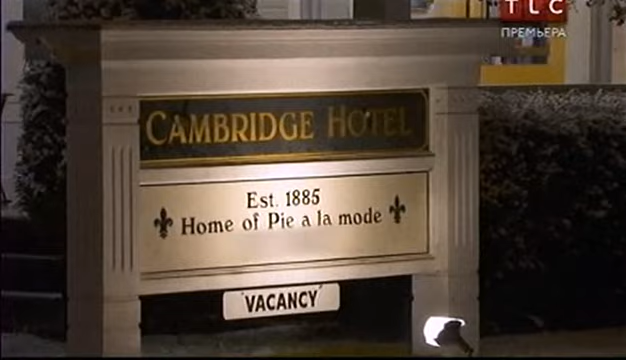 TLC
ПРЕМЬЕРА
CAMBRIDGE HOTEL
Est. 1885
Home of Pie a la mode
VACANCY